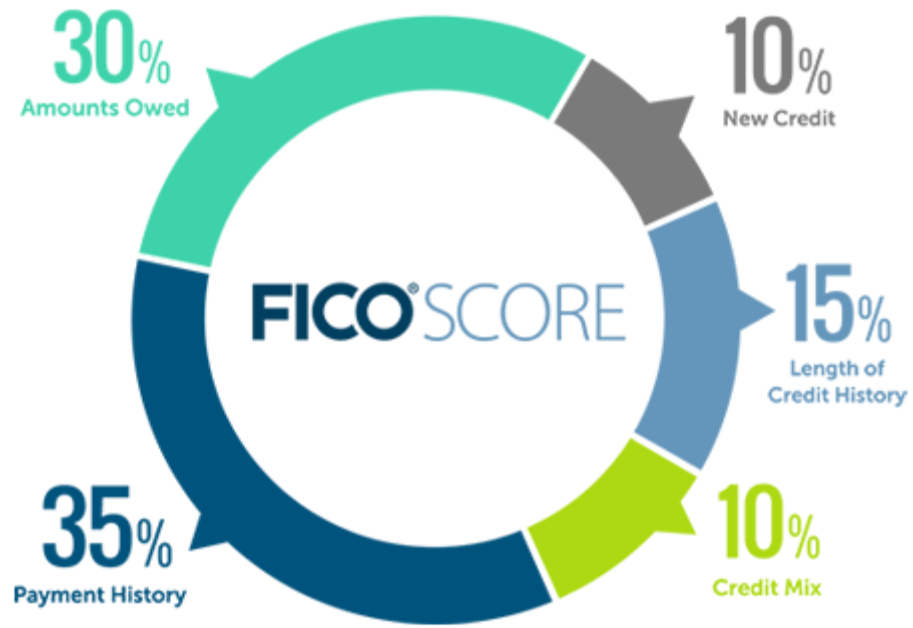 30%
Amounts Owed
10%
New Credit
FICO® SCORE
15%
Length of
Credit History
35%
Payment History
10%
Credit Mix